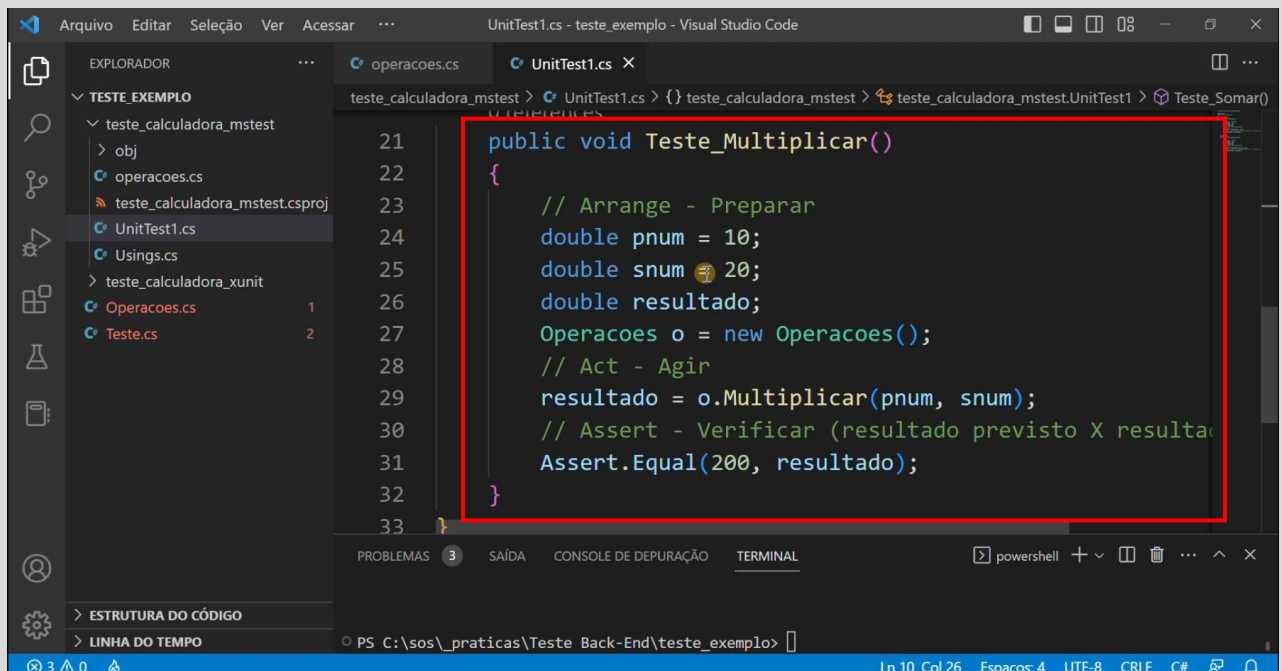 Arquivo Editar Seleção Ver Acessar ··· UnitTest1.cs - teste_exemplo - Visual Studio Code
EXPLORADOR ···
TESTE_EXEMPLO
teste_calculadora_mstest
obj
operacoes.cs
teste_calculadora_mstest.csproj
UnitTest1.cs
Usings.cs
teste_calculadora_xunit
Operacoes.cs 1
Teste.cs 2
ESTRUTURA DO CÓDIGO
LINHA DO TEMPO
operacoes.cs UnitTest1.cs
teste_calculadora_mstest > UnitTest1.cs > {} teste_calculadora_mstest > teste_calculadora_mstest.UnitTest1 > Teste_Somar()
0 references
21 public void Teste_Multiplicar()
22 {
23 // Arrange - Preparar
24 double pnum = 10;
25 double snum = 20;
26 double resultado;
27 Operacoes o = new Operacoes();
28 // Act - Agir
29 resultado = o.Multiplicar(pnum, snum);
30 // Assert - Verificar (resultado previsto X resulta
31 Assert.Equal(200, resultado);
32 }
33 }
PROBLEMAS 3 SAÍDA CONSOLE DE DEPURAÇÃO TERMINAL powershell
PS C:\sos\_praticas\Teste Back-End\teste_exemplo>
3 0 Ln 10, Col 26 Espaços: 4 UTF-8 CRLF C#